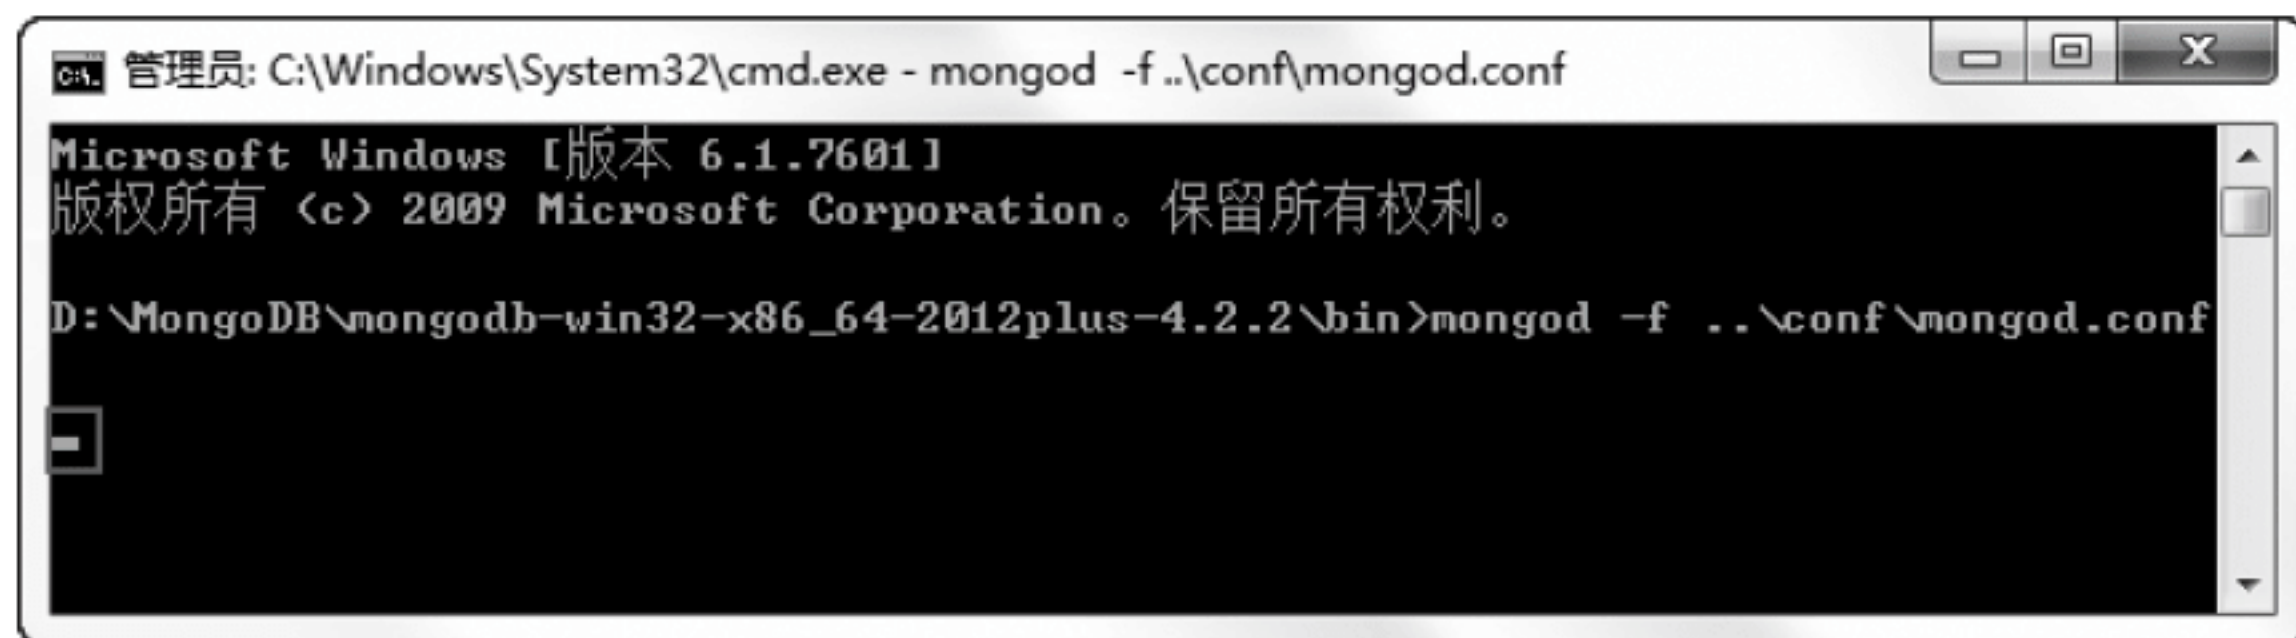 管理员: C:\Windows\System32\cmd.exe - mongod  -f ..\conf\mongod.conf
Microsoft Windows [版本 6.1.7601]
版权所有 (c) 2009 Microsoft Corporation。保留所有权利。
D:\MongoDB\mongodb-win32-x86_64-2012plus-4.2.2\bin>mongod -f ..\conf\mongod.conf